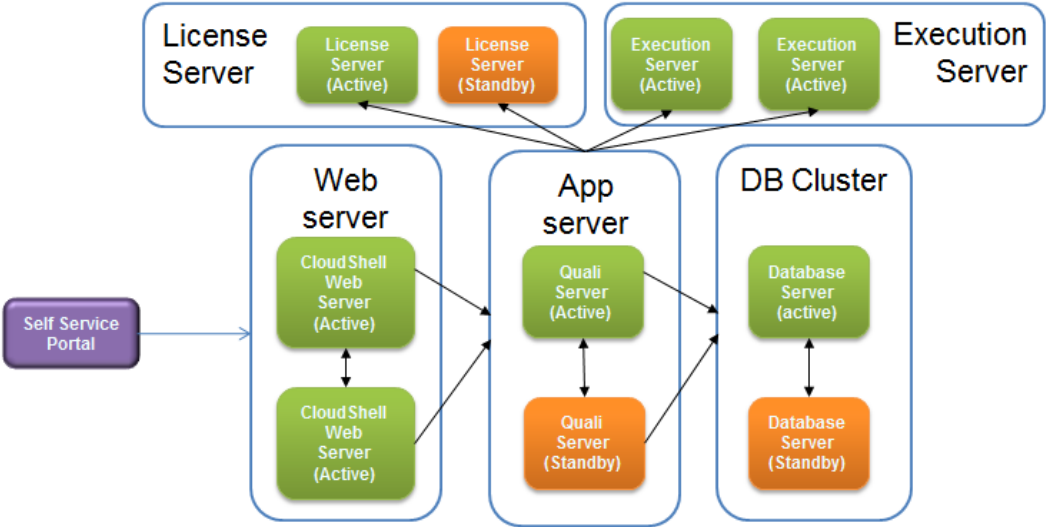 License
Server
License
Server
(Active)
License
Server
(Standby)
Execution
Server
(Active)
Execution
Server
(Active)
Execution
Server
Web
server
CloudShell
Web
Server
(Active)
CloudShell
Web
Server
(Active)
App
server
Quali
Server
(Active)
Quali
Server
(Standby)
DB Cluster
Database
Server
(active)
Database
Server
(Standby)
Self Service
Portal